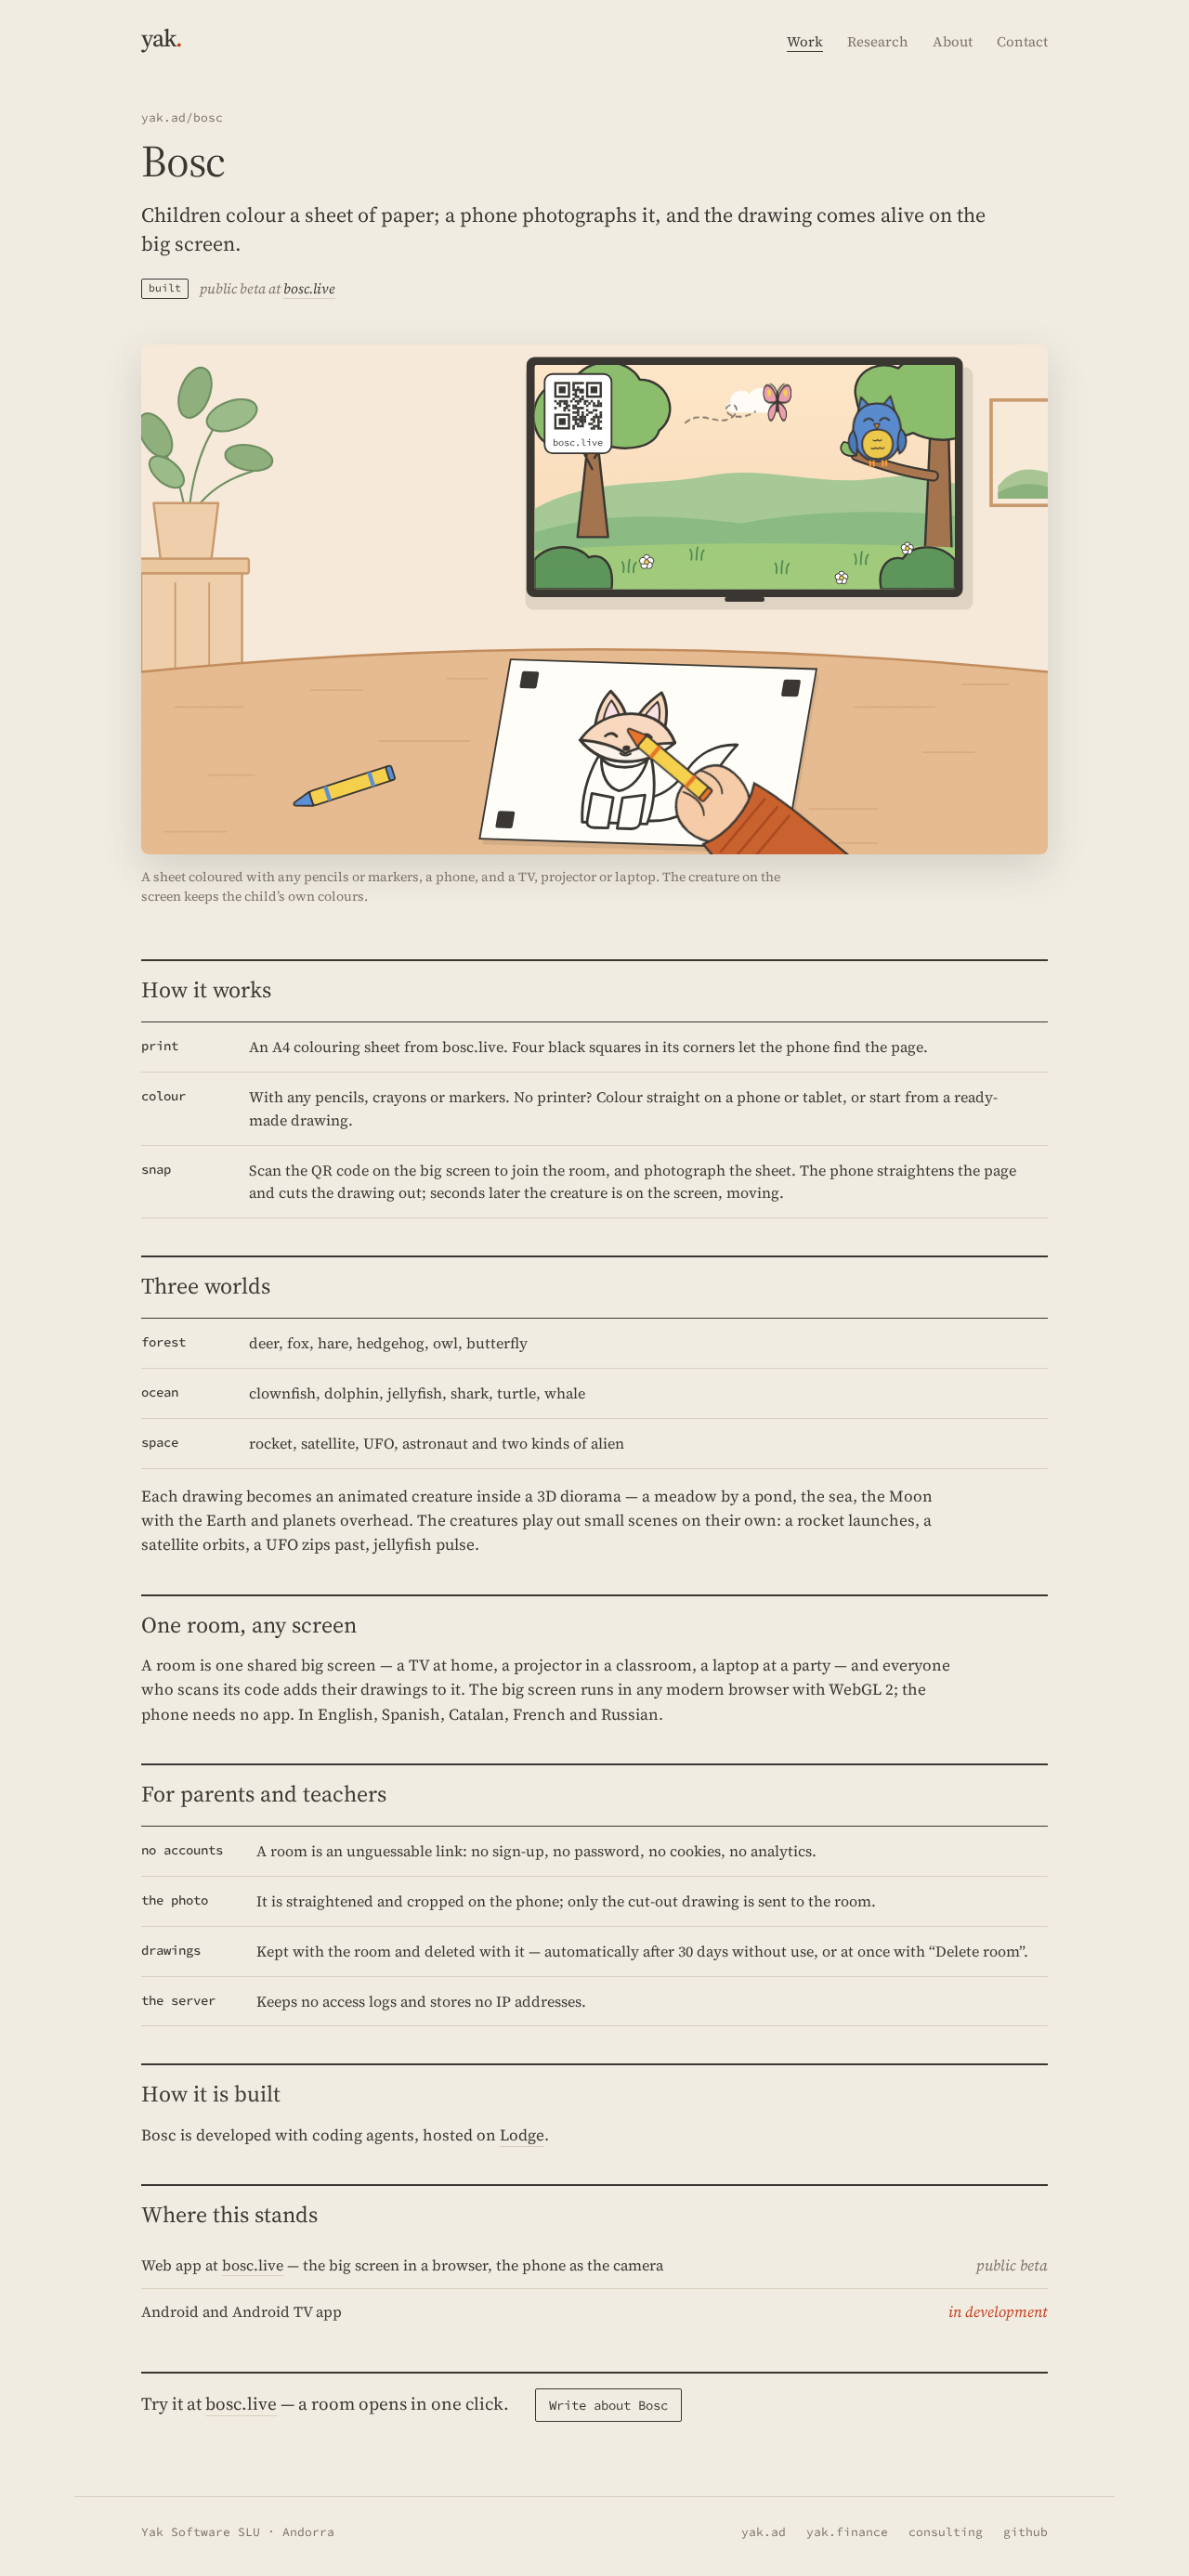 yak.
Work Research About Contact
yak.ad/bosc
Bosc
Children colour a sheet of paper; a phone photographs it, and the drawing comes alive on the
big screen.
built public beta at bosc.live
bosc.live
A sheet coloured with any pencils or markers, a phone, and a TV, projector or laptop. The creature on the
screen keeps the child’s own colours.
How it works
print An A4 colouring sheet from bosc.live. Four black squares in its corners let the phone find the page.
colour With any pencils, crayons or markers. No printer? Colour straight on a phone or tablet, or start from a ready-
made drawing.
snap Scan the QR code on the big screen to join the room, and photograph the sheet. The phone straightens the page
and cuts the drawing out; seconds later the creature is on the screen, moving.
Three worlds
forest deer, fox, hare, hedgehog, owl, butterfly
ocean clownfish, dolphin, jellyfish, shark, turtle, whale
space rocket, satellite, UFO, astronaut and two kinds of alien
Each drawing becomes an animated creature inside a 3D diorama — a meadow by a pond, the sea, the Moon
with the Earth and planets overhead. The creatures play out small scenes on their own: a rocket launches, a
satellite orbits, a UFO zips past, jellyfish pulse.
One room, any screen
A room is one shared big screen — a TV at home, a projector in a classroom, a laptop at a party — and everyone
who scans its code adds their drawings to it. The big screen runs in any modern browser with WebGL 2; the
phone needs no app. In English, Spanish, Catalan, French and Russian.
For parents and teachers
no accounts A room is an unguessable link: no sign-up, no password, no cookies, no analytics.
the photo It is straightened and cropped on the phone; only the cut-out drawing is sent to the room.
drawings Kept with the room and deleted with it — automatically after 30 days without use, or at once with “Delete room”.
the server Keeps no access logs and stores no IP addresses.
How it is built
Bosc is developed with coding agents, hosted on Lodge.
Where this stands
Web app at bosc.live — the big screen in a browser, the phone as the camera public beta
Android and Android TV app in development
Try it at bosc.live — a room opens in one click. Write about Bosc
Yak Software SLU · Andorra yak.ad yak.finance consulting github